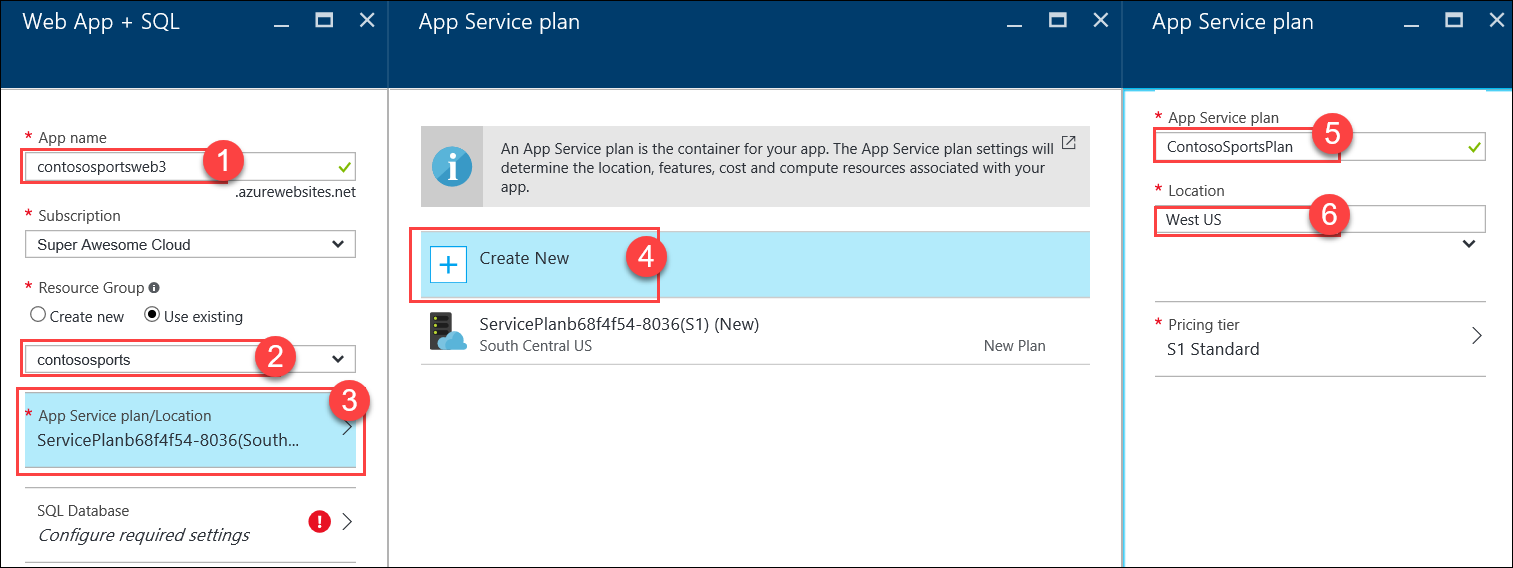 Web App + SQL
* App name
contososportsweb3
1
.azurewebsites.net
* Subscription
Super Awesome Cloud
* Resource Group
Create new
Use existing
contososports
2
* App Service plan/Location
3
ServicePlanb68f4f54-8036(South...
SQL Database
Configure required settings
App Service plan
An App Service plan is the container for your app. The App Service plan settings will
determine the location, features, cost and compute resources associated with your
app.
Create New
4
ServicePlanb68f4f54-8036(S1) (New)
South Central US
New Plan
App Service plan
* App Service plan
5
ContosoSportsPlan
* Location
West US
6
* Pricing tier
S1 Standard